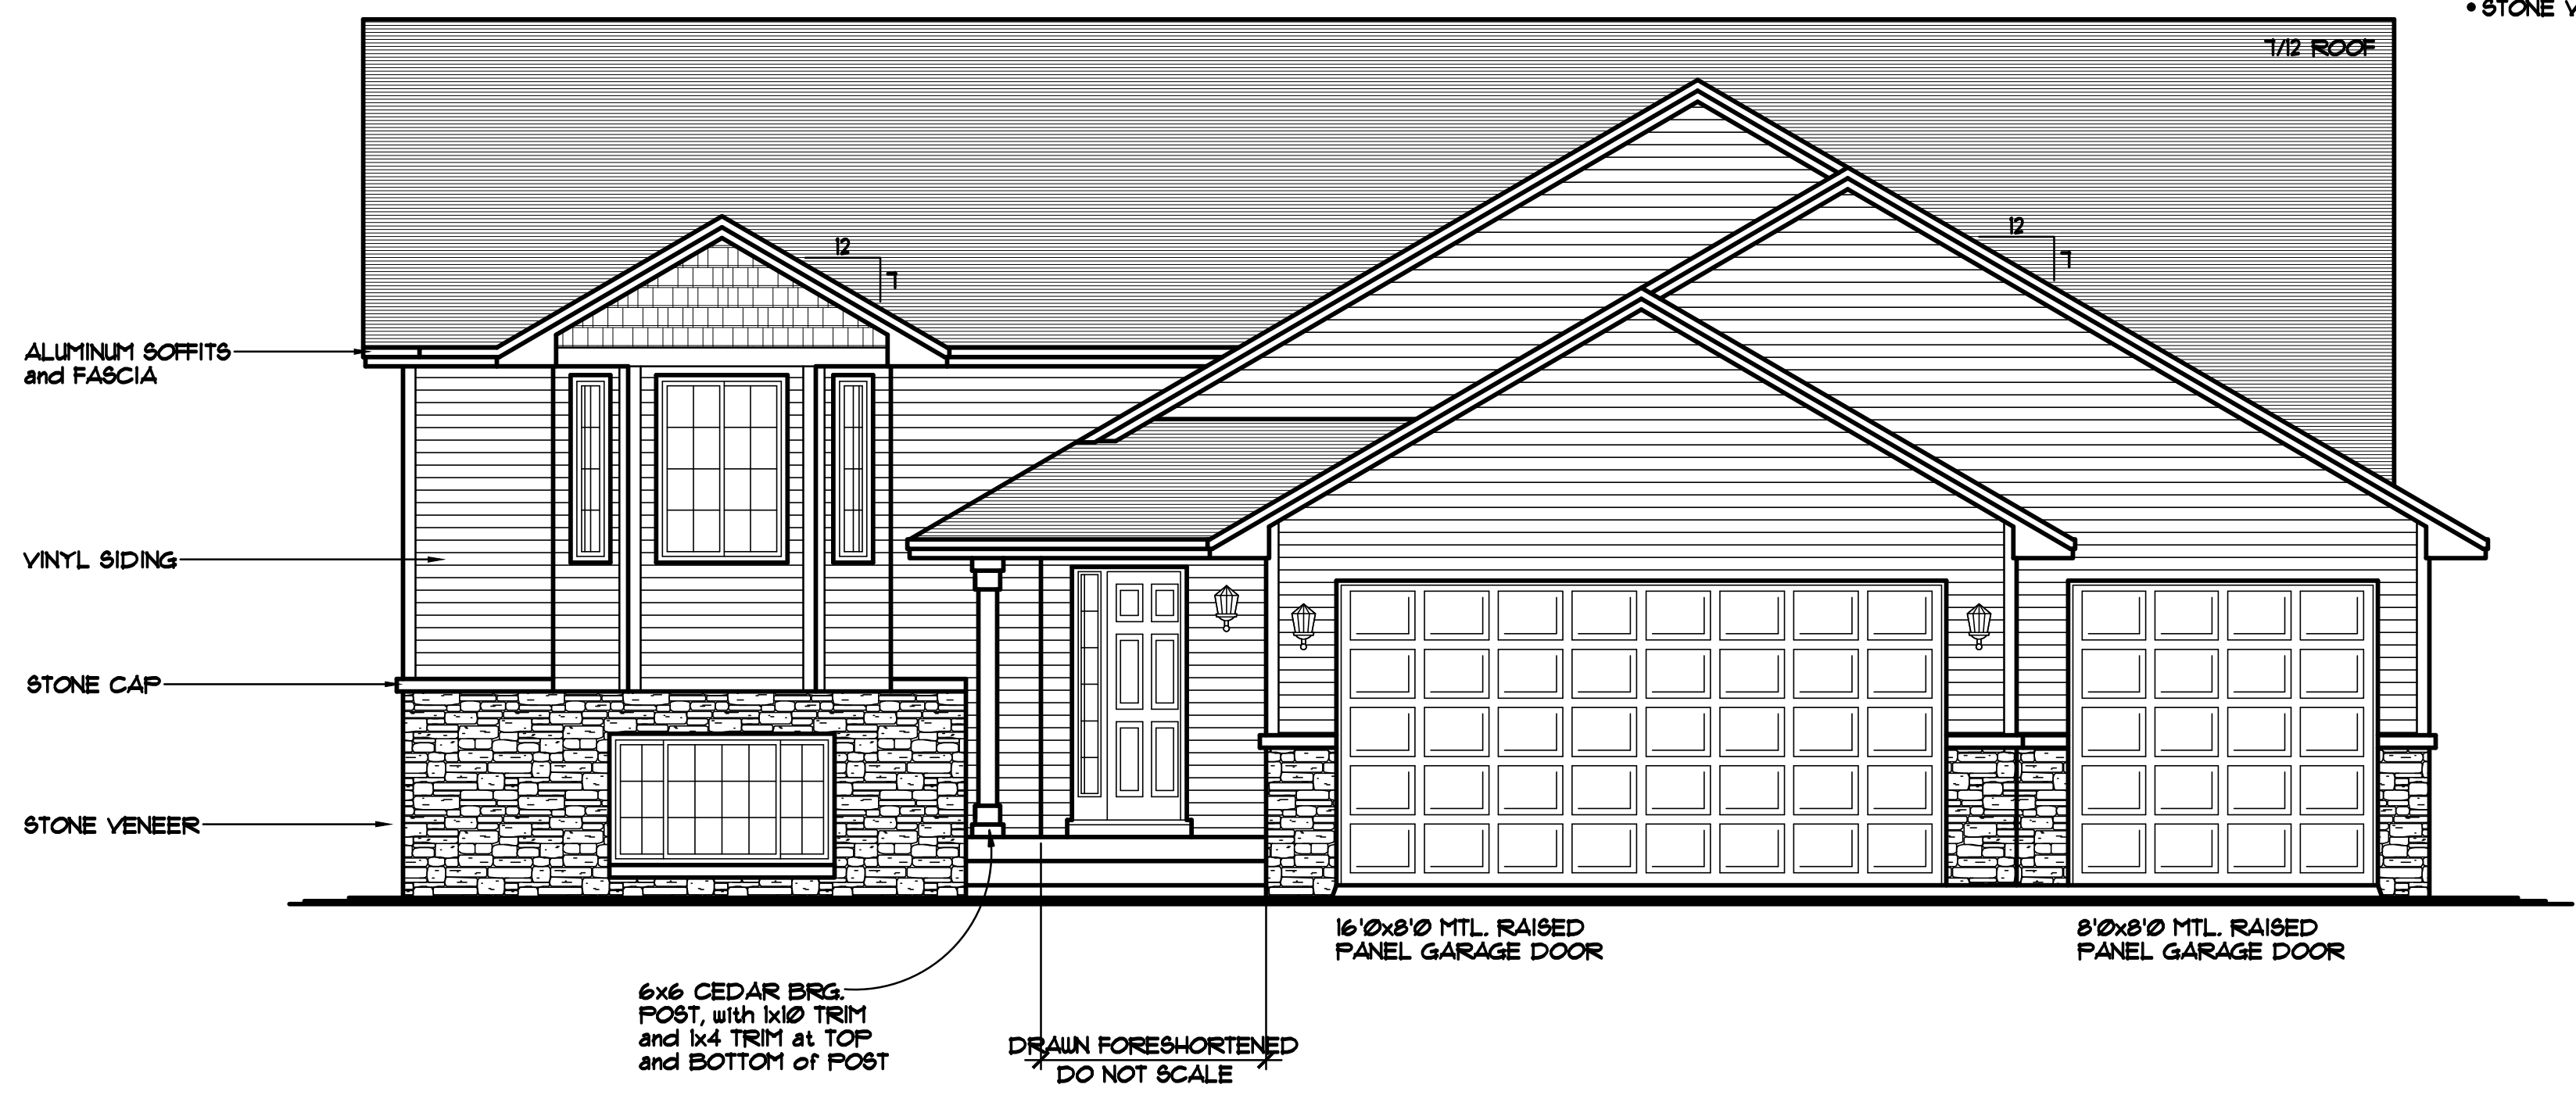 • STONE V
7/12 ROOF
12
7
12
7
ALUMINUM SOFFITS
and FASCIA
VINYL SIDING
STONE CAP
STONE VENEER
16'0x8'0 MTL. RAISED
PANEL GARAGE DOOR
8'0x8'0 MTL. RAISED
PANEL GARAGE DOOR
6x6 CEDAR BRG.
POST, with 1x10 TRIM
and 1x4 TRIM at TOP
and BOTTOM of POST
DRAWN FORESHORTENED
DO NOT SCALE